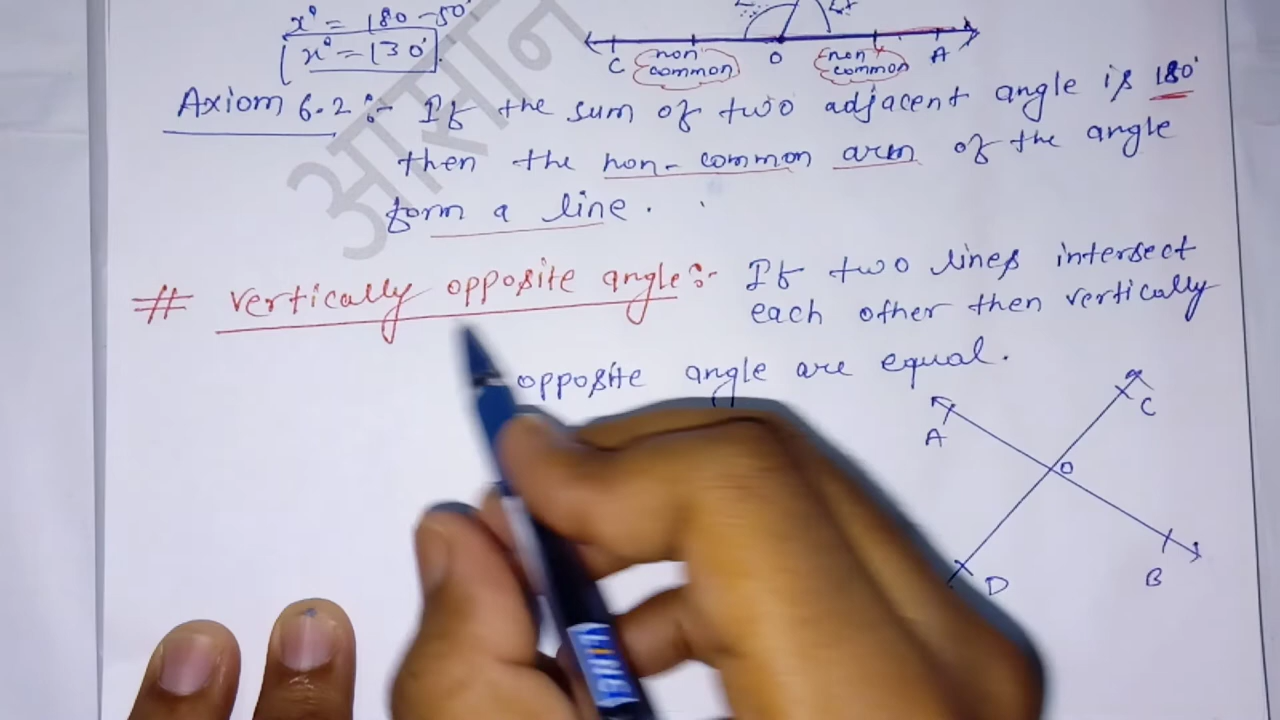 x° = 180 - 50°
x° = 130°
C non common O non common A
Axiom 6.2 :- If the sum of two adjacent angle is 180°
then the non-common arm of the angle
form a line.
# vertically opposite angle :- If two lines intersect
each other then vertically
opposite angle are equal.
A
C
O
D
B
आसान